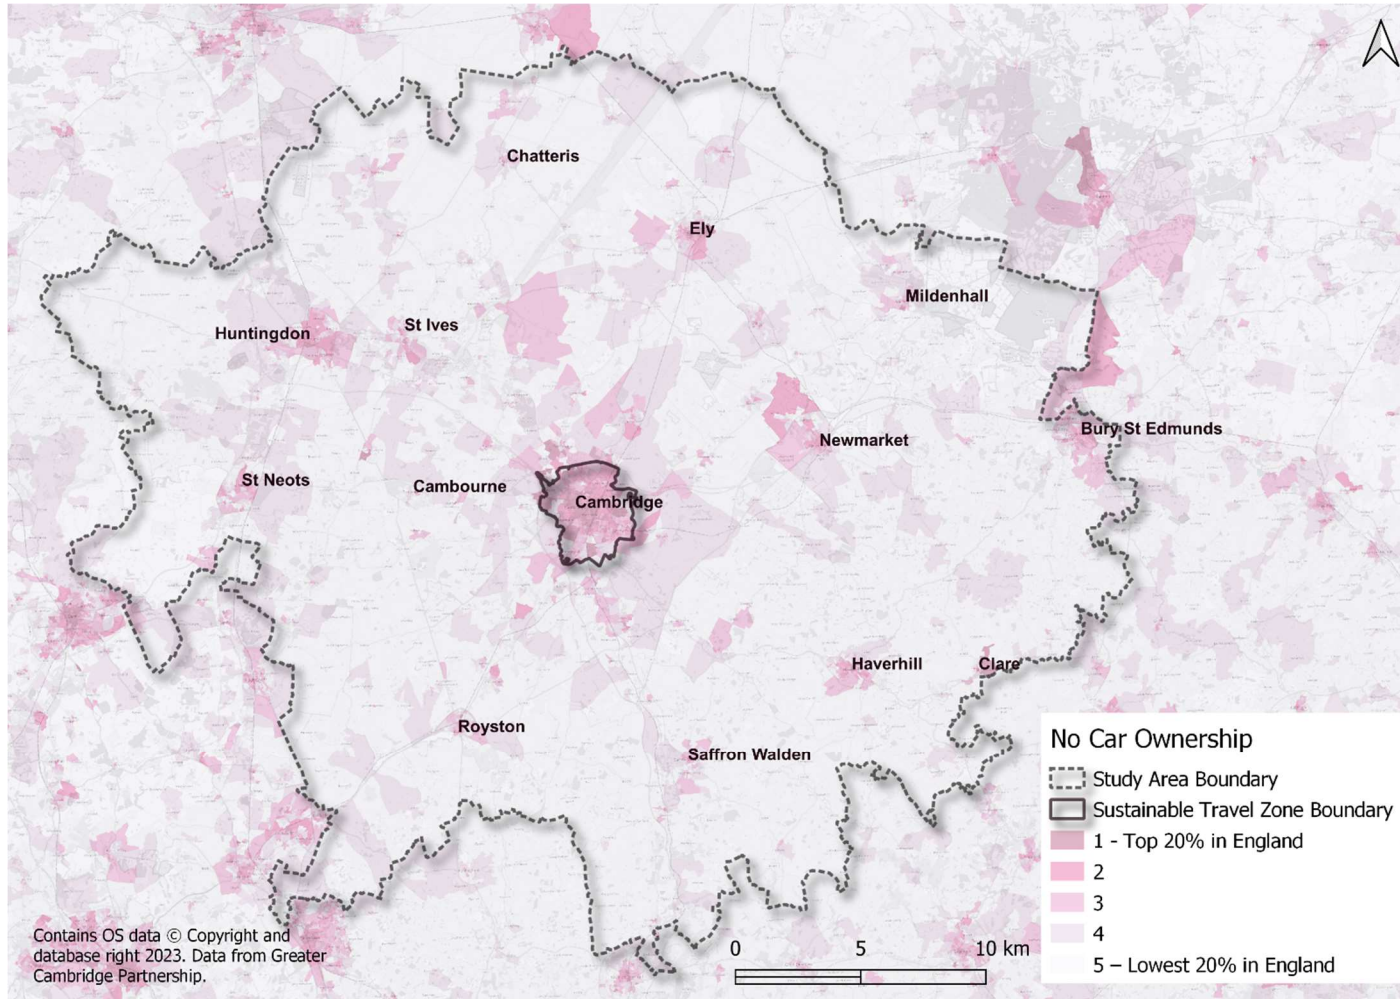 Chatteris
Ely
Mildenhall
Huntingdon
St Ives
Newmarket
Bury St Edmunds
St Neots
Cambourne
Cambridge
Haverhill
Clare
Royston
Saffron Walden
No Car Ownership
Study Area Boundary
Sustainable Travel Zone Boundary
1 - Top 20% in England
2
3
4
5 – Lowest 20% in England
0 5 10 km
Contains OS data © Copyright and
database right 2023. Data from Greater
Cambridge Partnership.